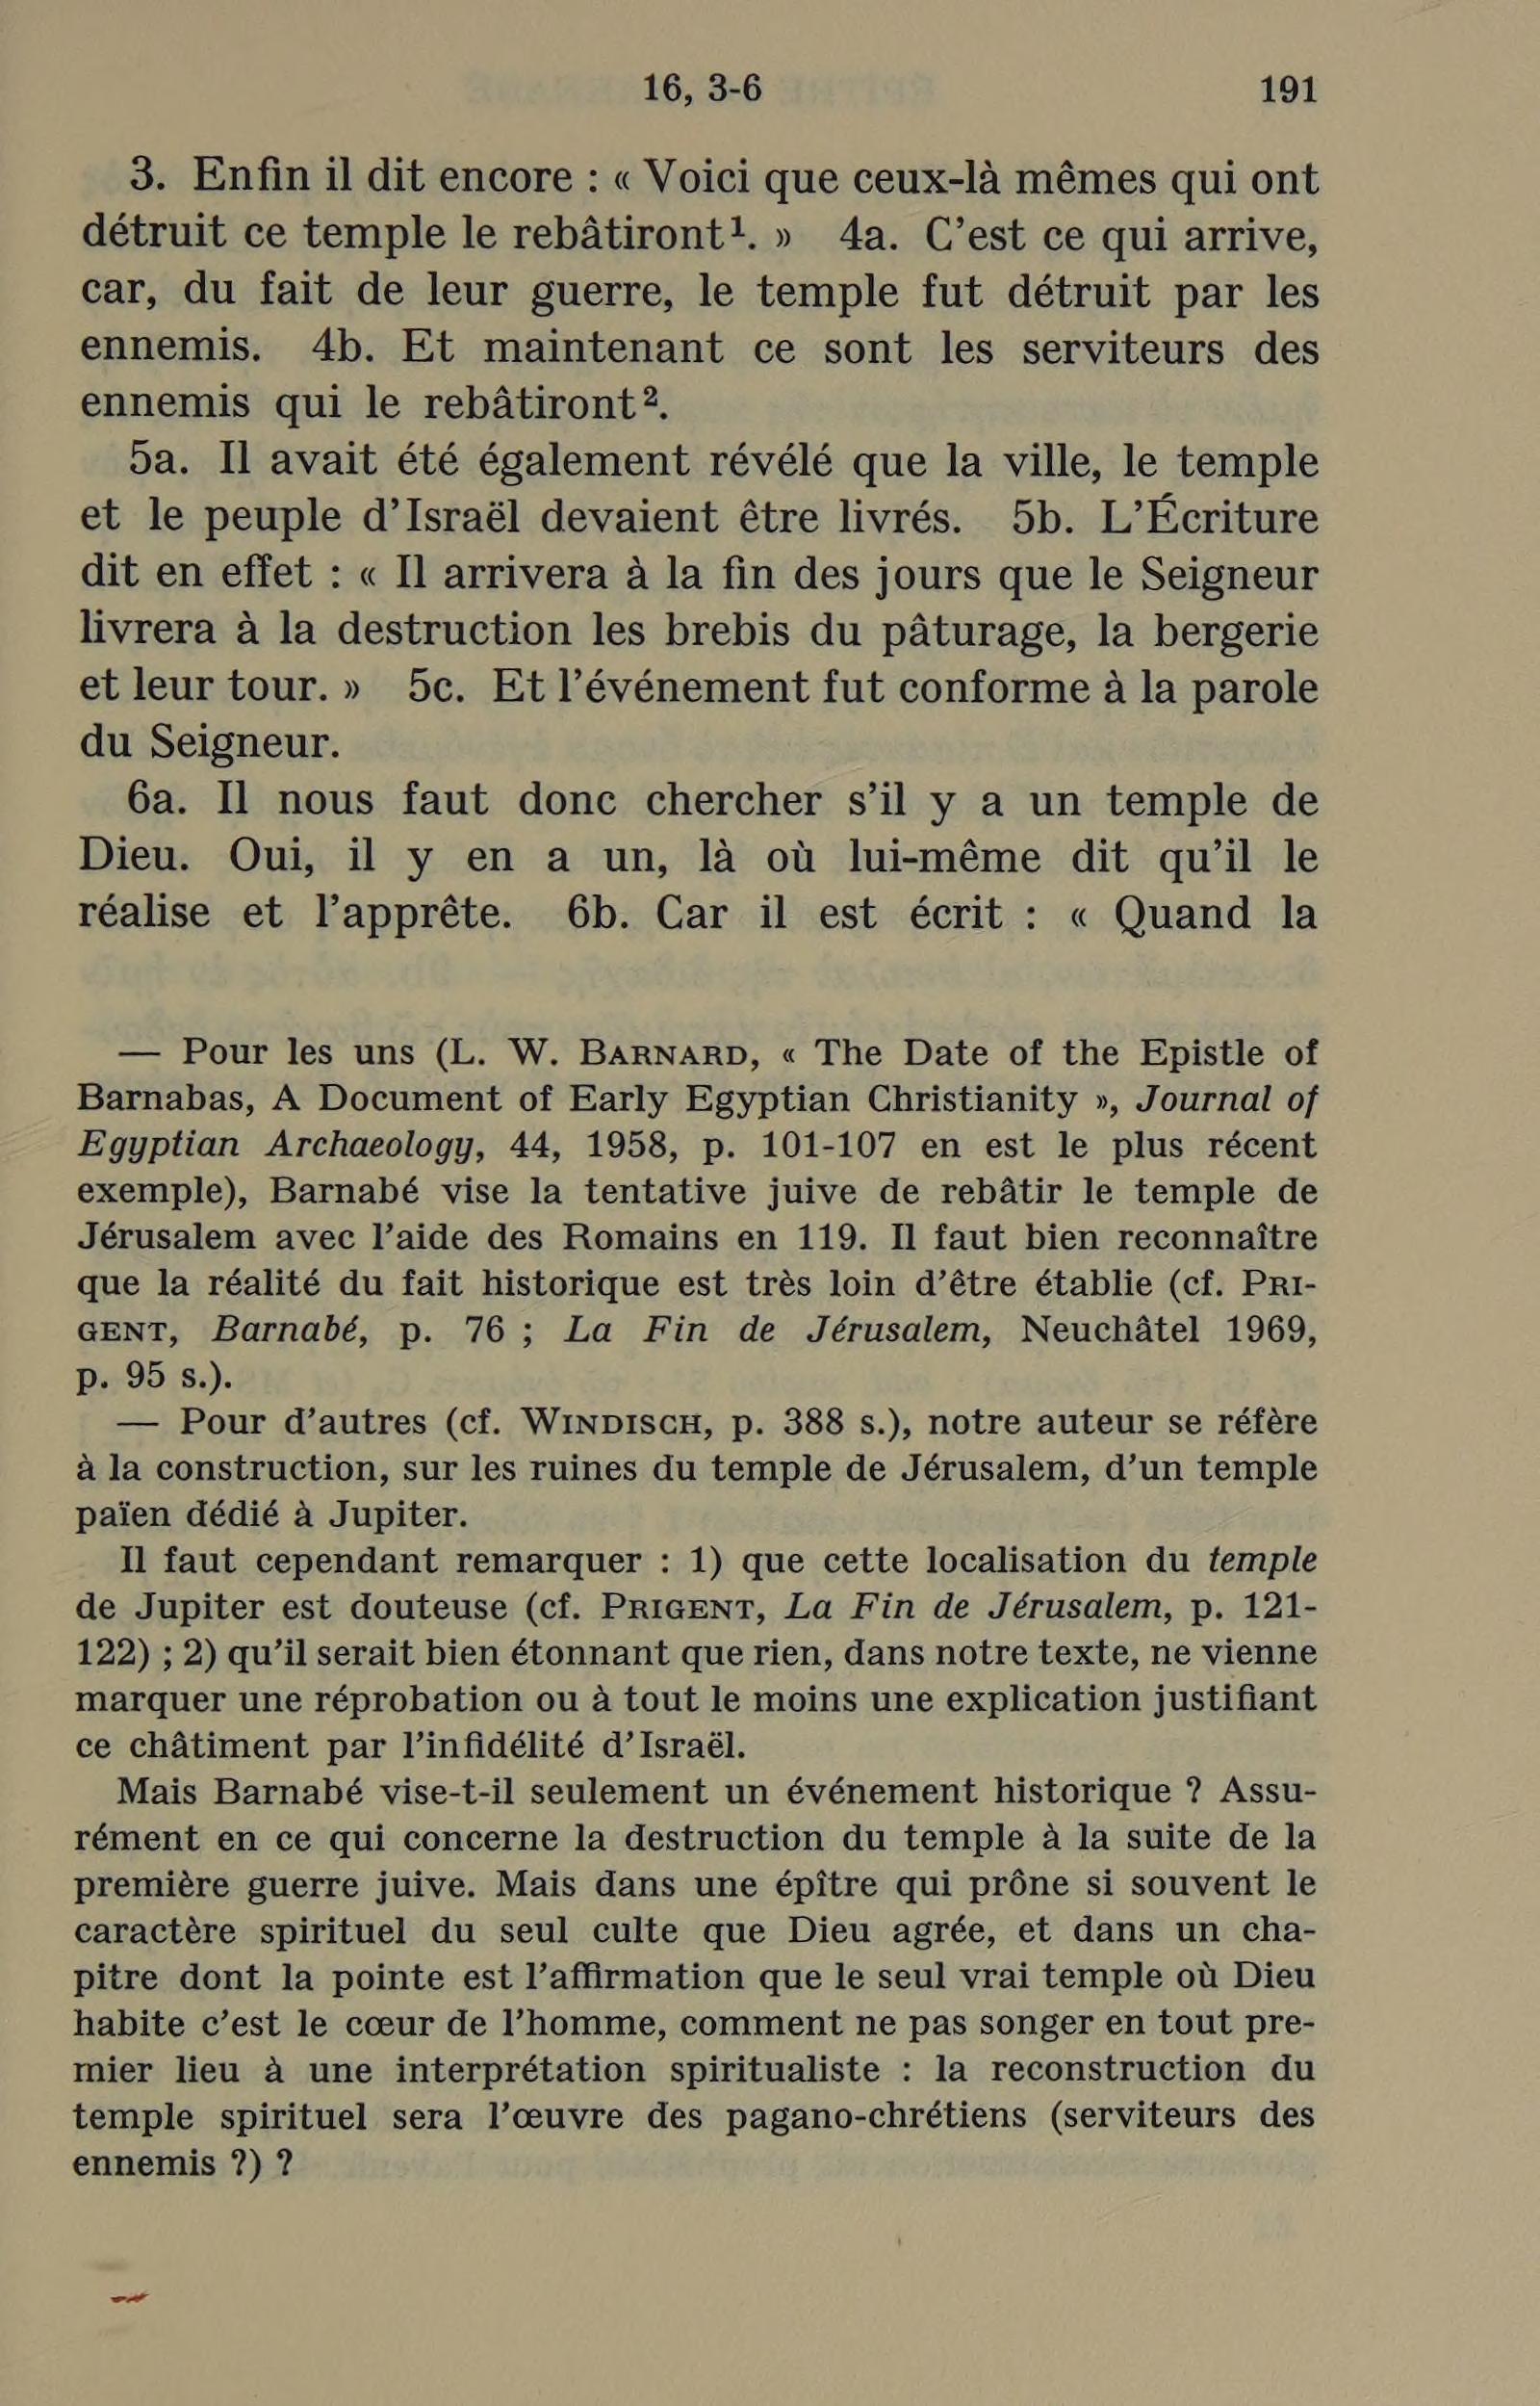 16, 3-6 191
3. Enfin il dit encore : « Voici que ceux-là mêmes qui ont
détruit ce temple le rebâtiront¹. » 4a. C’est ce qui arrive,
car, du fait de leur guerre, le temple fut détruit par les
ennemis. 4b. Et maintenant ce sont les serviteurs des
ennemis qui le rebâtiront².
5a. Il avait été également révélé que la ville, le temple
et le peuple d’Israël devaient être livrés. 5b. L’Écriture
dit en effet : « Il arrivera à la fin des jours que le Seigneur
livrera à la destruction les brebis du pâturage, la bergerie
et leur tour. » 5c. Et l’événement fut conforme à la parole
du Seigneur.
6a. Il nous faut donc chercher s’il y a un temple de
Dieu. Oui, il y en a un, là où lui-même dit qu’il le
réalise et l’apprête. 6b. Car il est écrit : « Quand la
— Pour les uns (L. W. BARNARD, « The Date of the Epistle of
Barnabas, A Document of Early Egyptian Christianity », Journal of
Egyptian Archaeology, 44, 1958, p. 101-107 en est le plus récent
exemple), Barnabé vise la tentative juive de rebâtir le temple de
Jérusalem avec l’aide des Romains en 119. Il faut bien reconnaître
que la réalité du fait historique est très loin d’être établie (cf. PRI-
GENT, Barnabé, p. 76 ; La Fin de Jérusalem, Neuchâtel 1969,
p. 95 s.).
— Pour d’autres (cf. WINDISCH, p. 388 s.), notre auteur se réfère
à la construction, sur les ruines du temple de Jérusalem, d’un temple
païen dédié à Jupiter.
Il faut cependant remarquer : 1) que cette localisation du temple
de Jupiter est douteuse (cf. PRIGENT, La Fin de Jérusalem, p. 121-
122) ; 2) qu’il serait bien étonnant que rien, dans notre texte, ne vienne
marquer une réprobation ou à tout le moins une explication justifiant
ce châtiment par l’infidélité d’Israël.
Mais Barnabé vise-t-il seulement un événement historique ? Assu-
rément en ce qui concerne la destruction du temple à la suite de la
première guerre juive. Mais dans une épître qui prône si souvent le
caractère spirituel du seul culte que Dieu agrée, et dans un cha-
pitre dont la pointe est l’affirmation que le seul vrai temple où Dieu
habite c’est le cœur de l’homme, comment ne pas songer en tout pre-
mier lieu à une interprétation spiritualiste : la reconstruction du
temple spirituel sera l’œuvre des pagano-chrétiens (serviteurs des
ennemis ?) ?